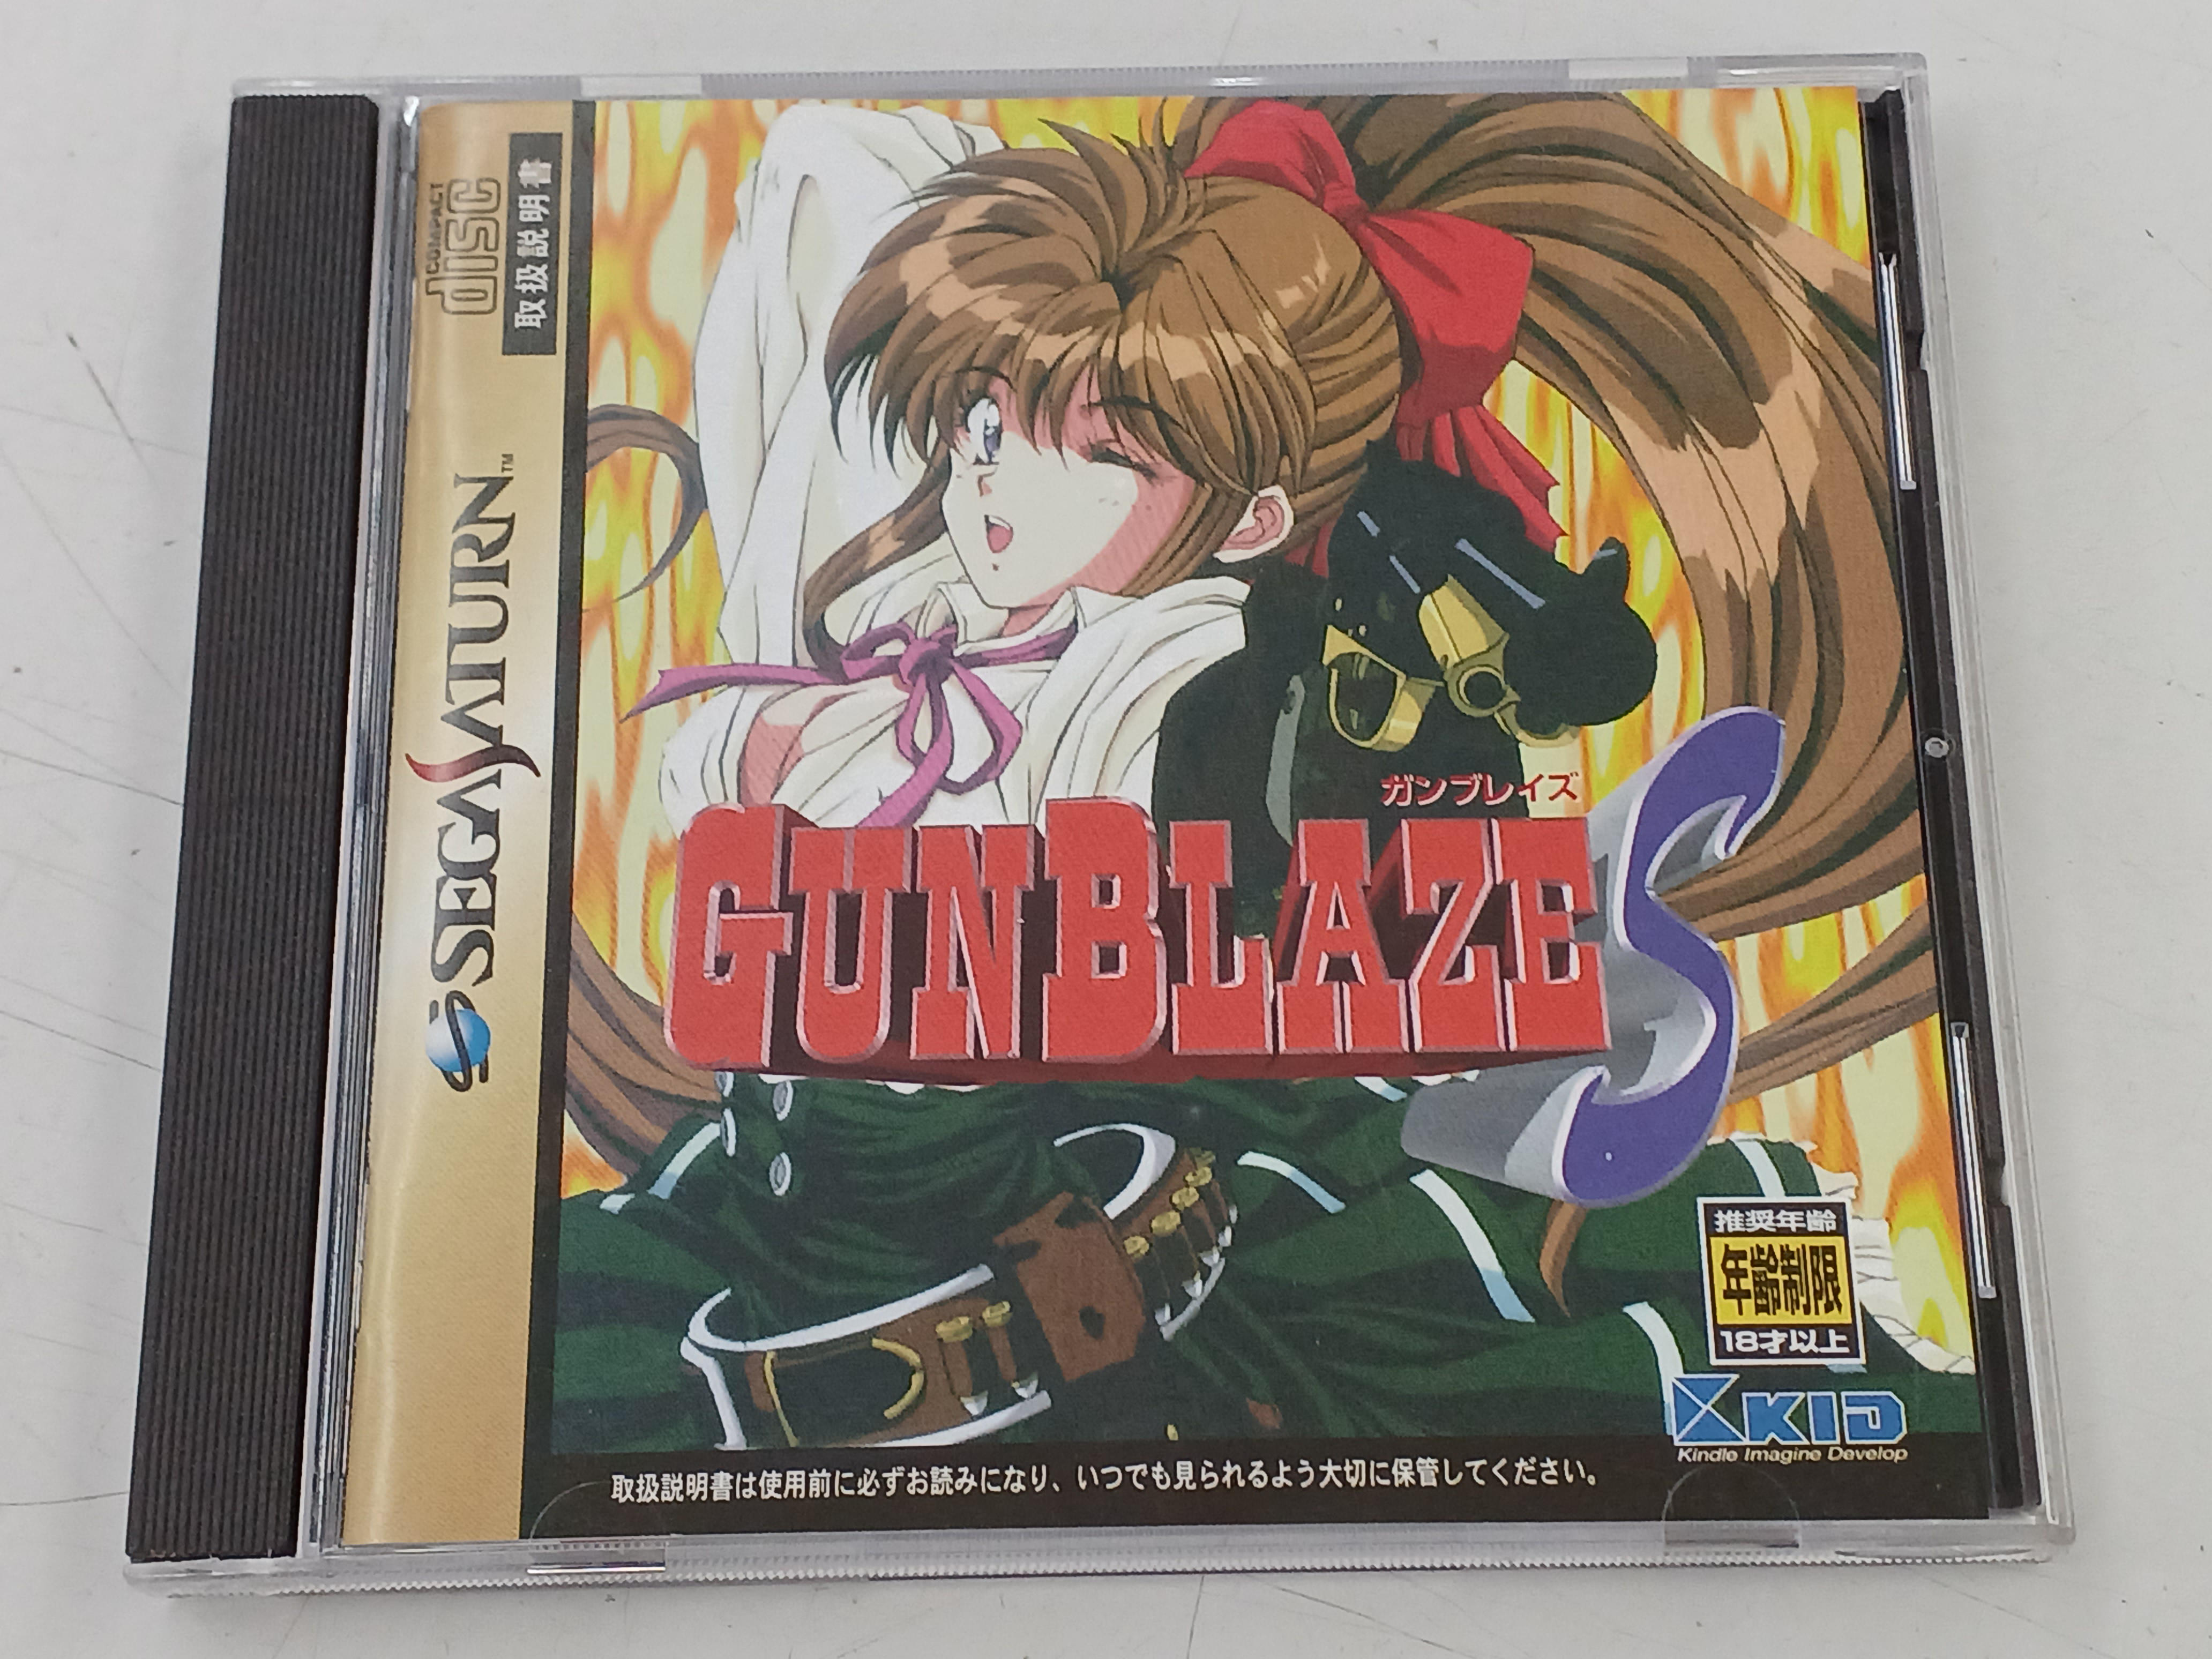 COMPACT
disc
取扱説明書
SEGA SATURN™
ガンブレイズ
GUNBLAZE S
推奨年齢
年齢制限
18才以上
KID
Kindle Imagine Develop
取扱説明書は使用前に必ずお読みになり、いつでも見られるよう大切に保管してください。